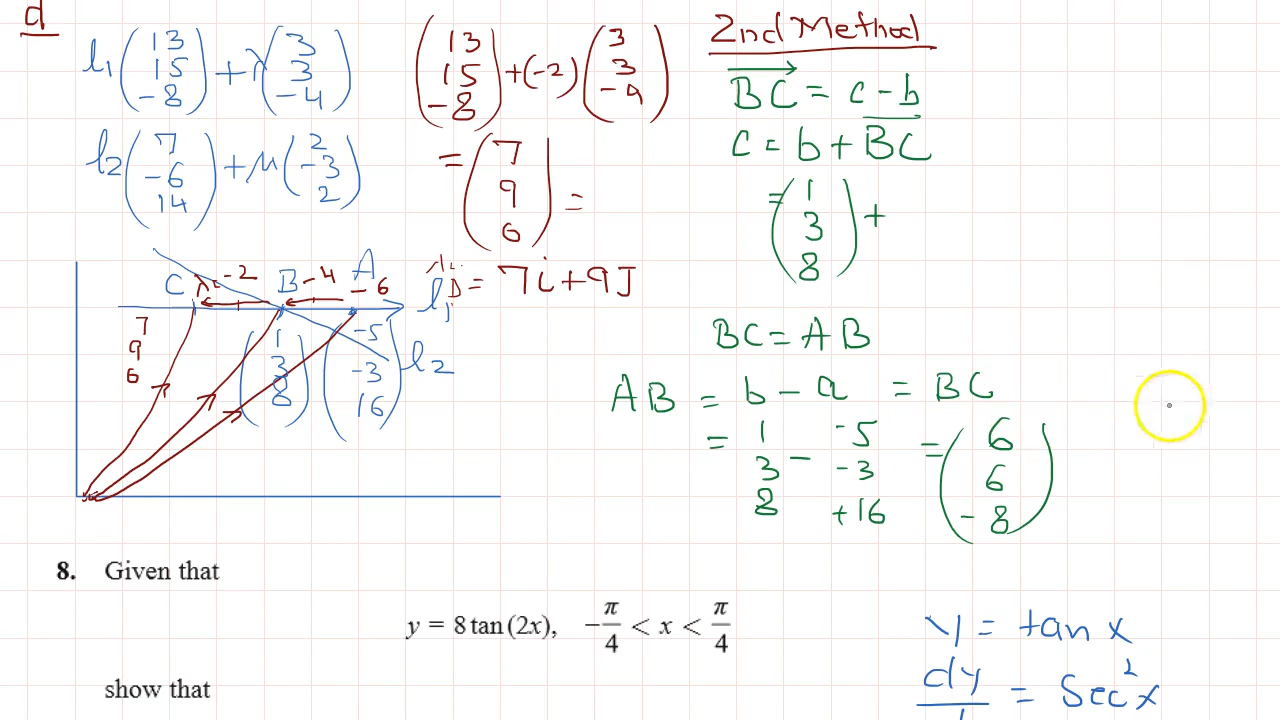 d
l1 (13 15 -8) + λ (3 3 -4)
l2 (7 -6 14) + μ (2 -3 2)
(13 15 -8) + (-2) (3 3 -4)
= (7 9 6) =
= 7i + 9J
C λ -2 B -4 A -6 l1
7 9 6
(1 3 8) (-5 -3 16) l2
2nd Method
BC = c - b
c = b + BC
= (1 3 8) +
BC = AB
AB = b - a = BC
= 1 3 8 - -5 -3 +16 = (6 6 -8)
8. Given that
y = 8 tan (2x), -π/4 < x < π/4
show that
y = tan x
dy = Sec²x